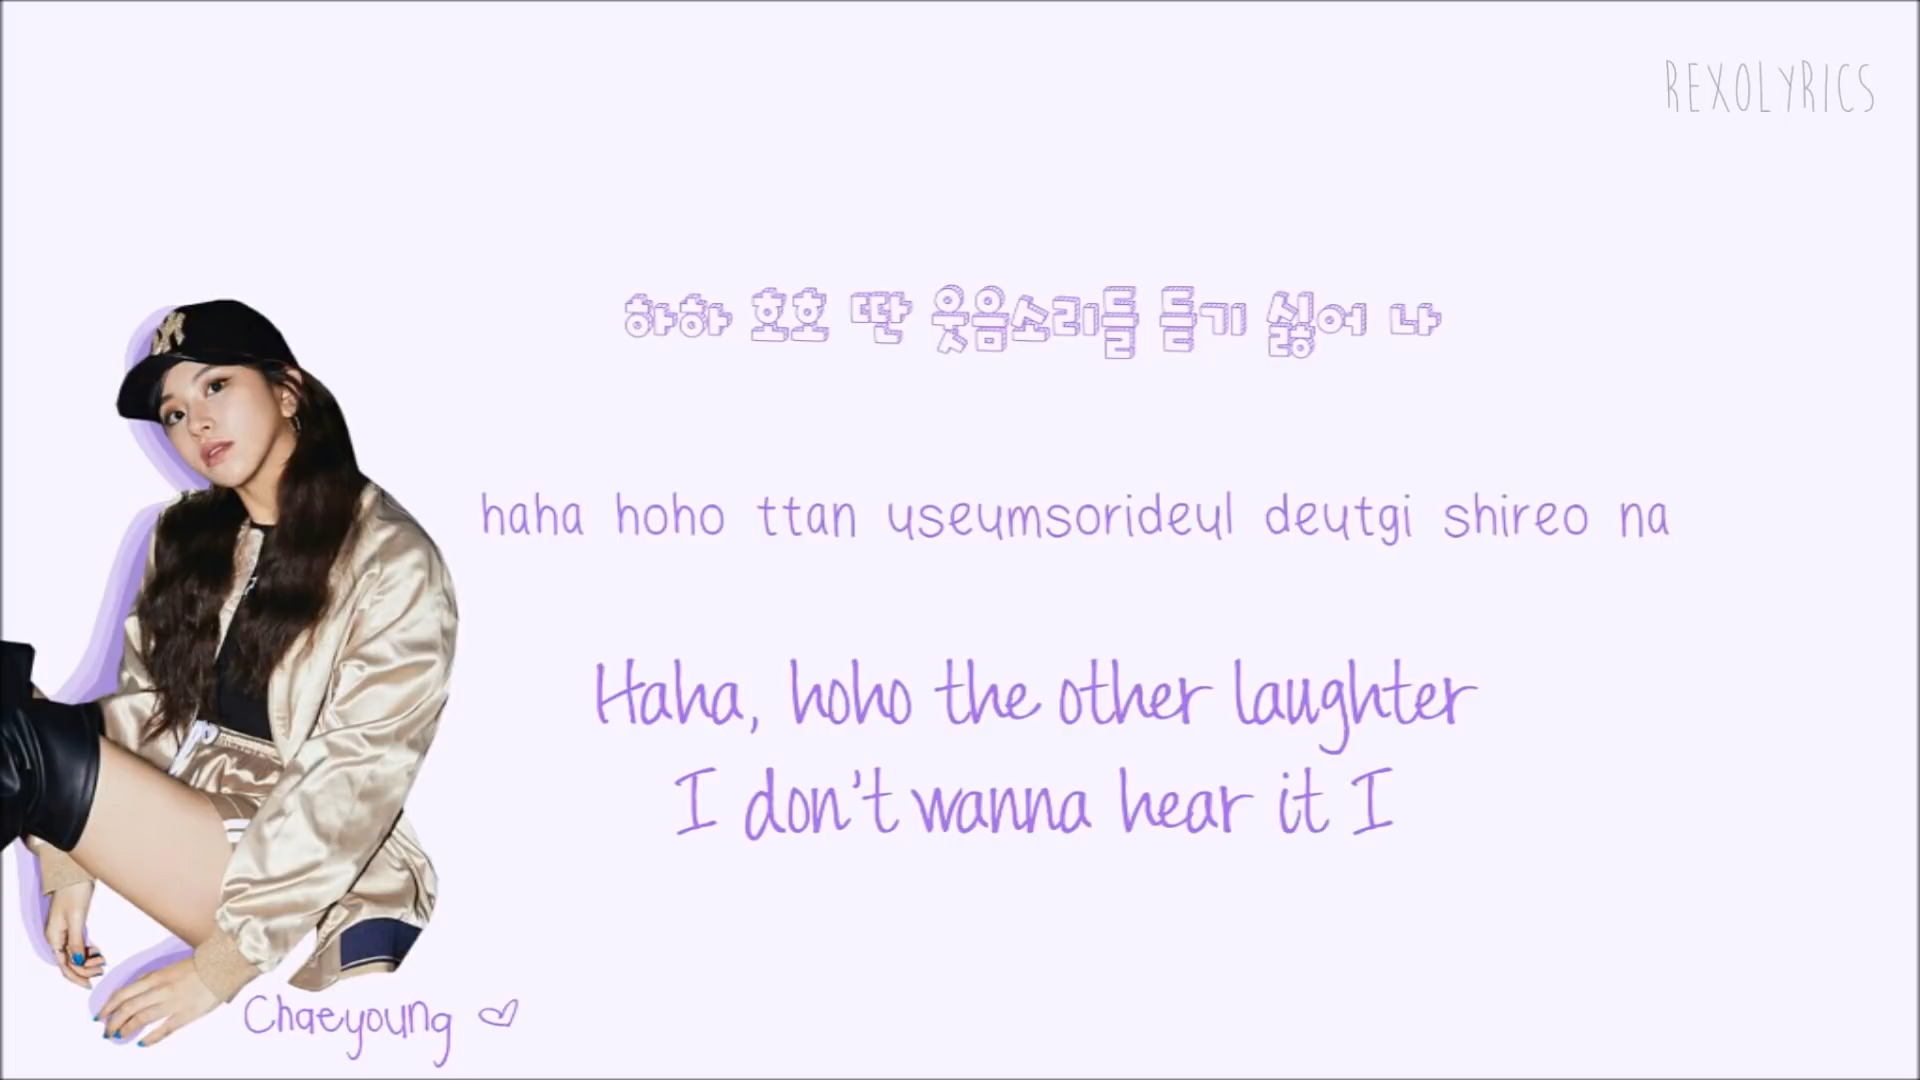 REXOLYRICS
하하 호호 딴 웃음소리들 듣기 싫어 나
haha hoho ttan useumsorideul deutgi shireo na
Haha, hoho the other laughter
I don't wanna hear it I
Chaeyoung ♡